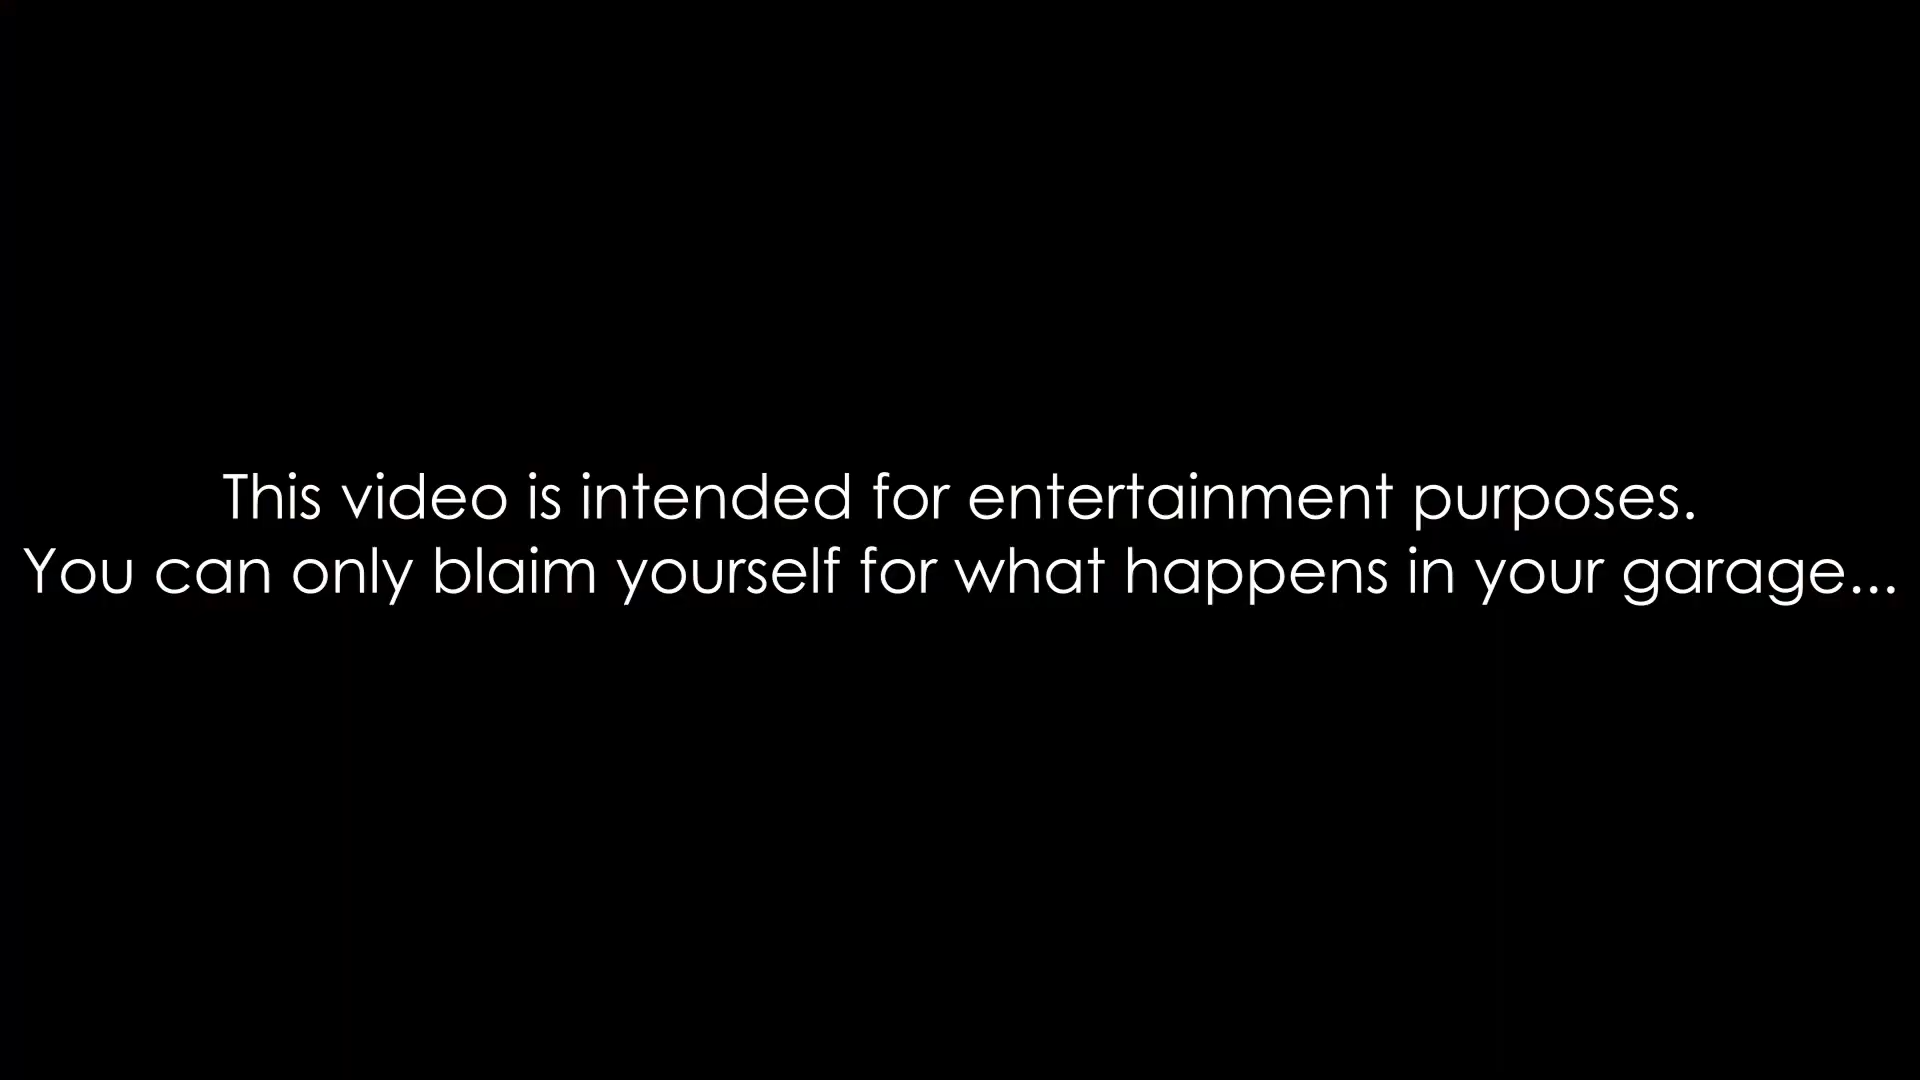 This video is intended for entertainment purposes.
You can only blaim yourself for what happens in your garage...